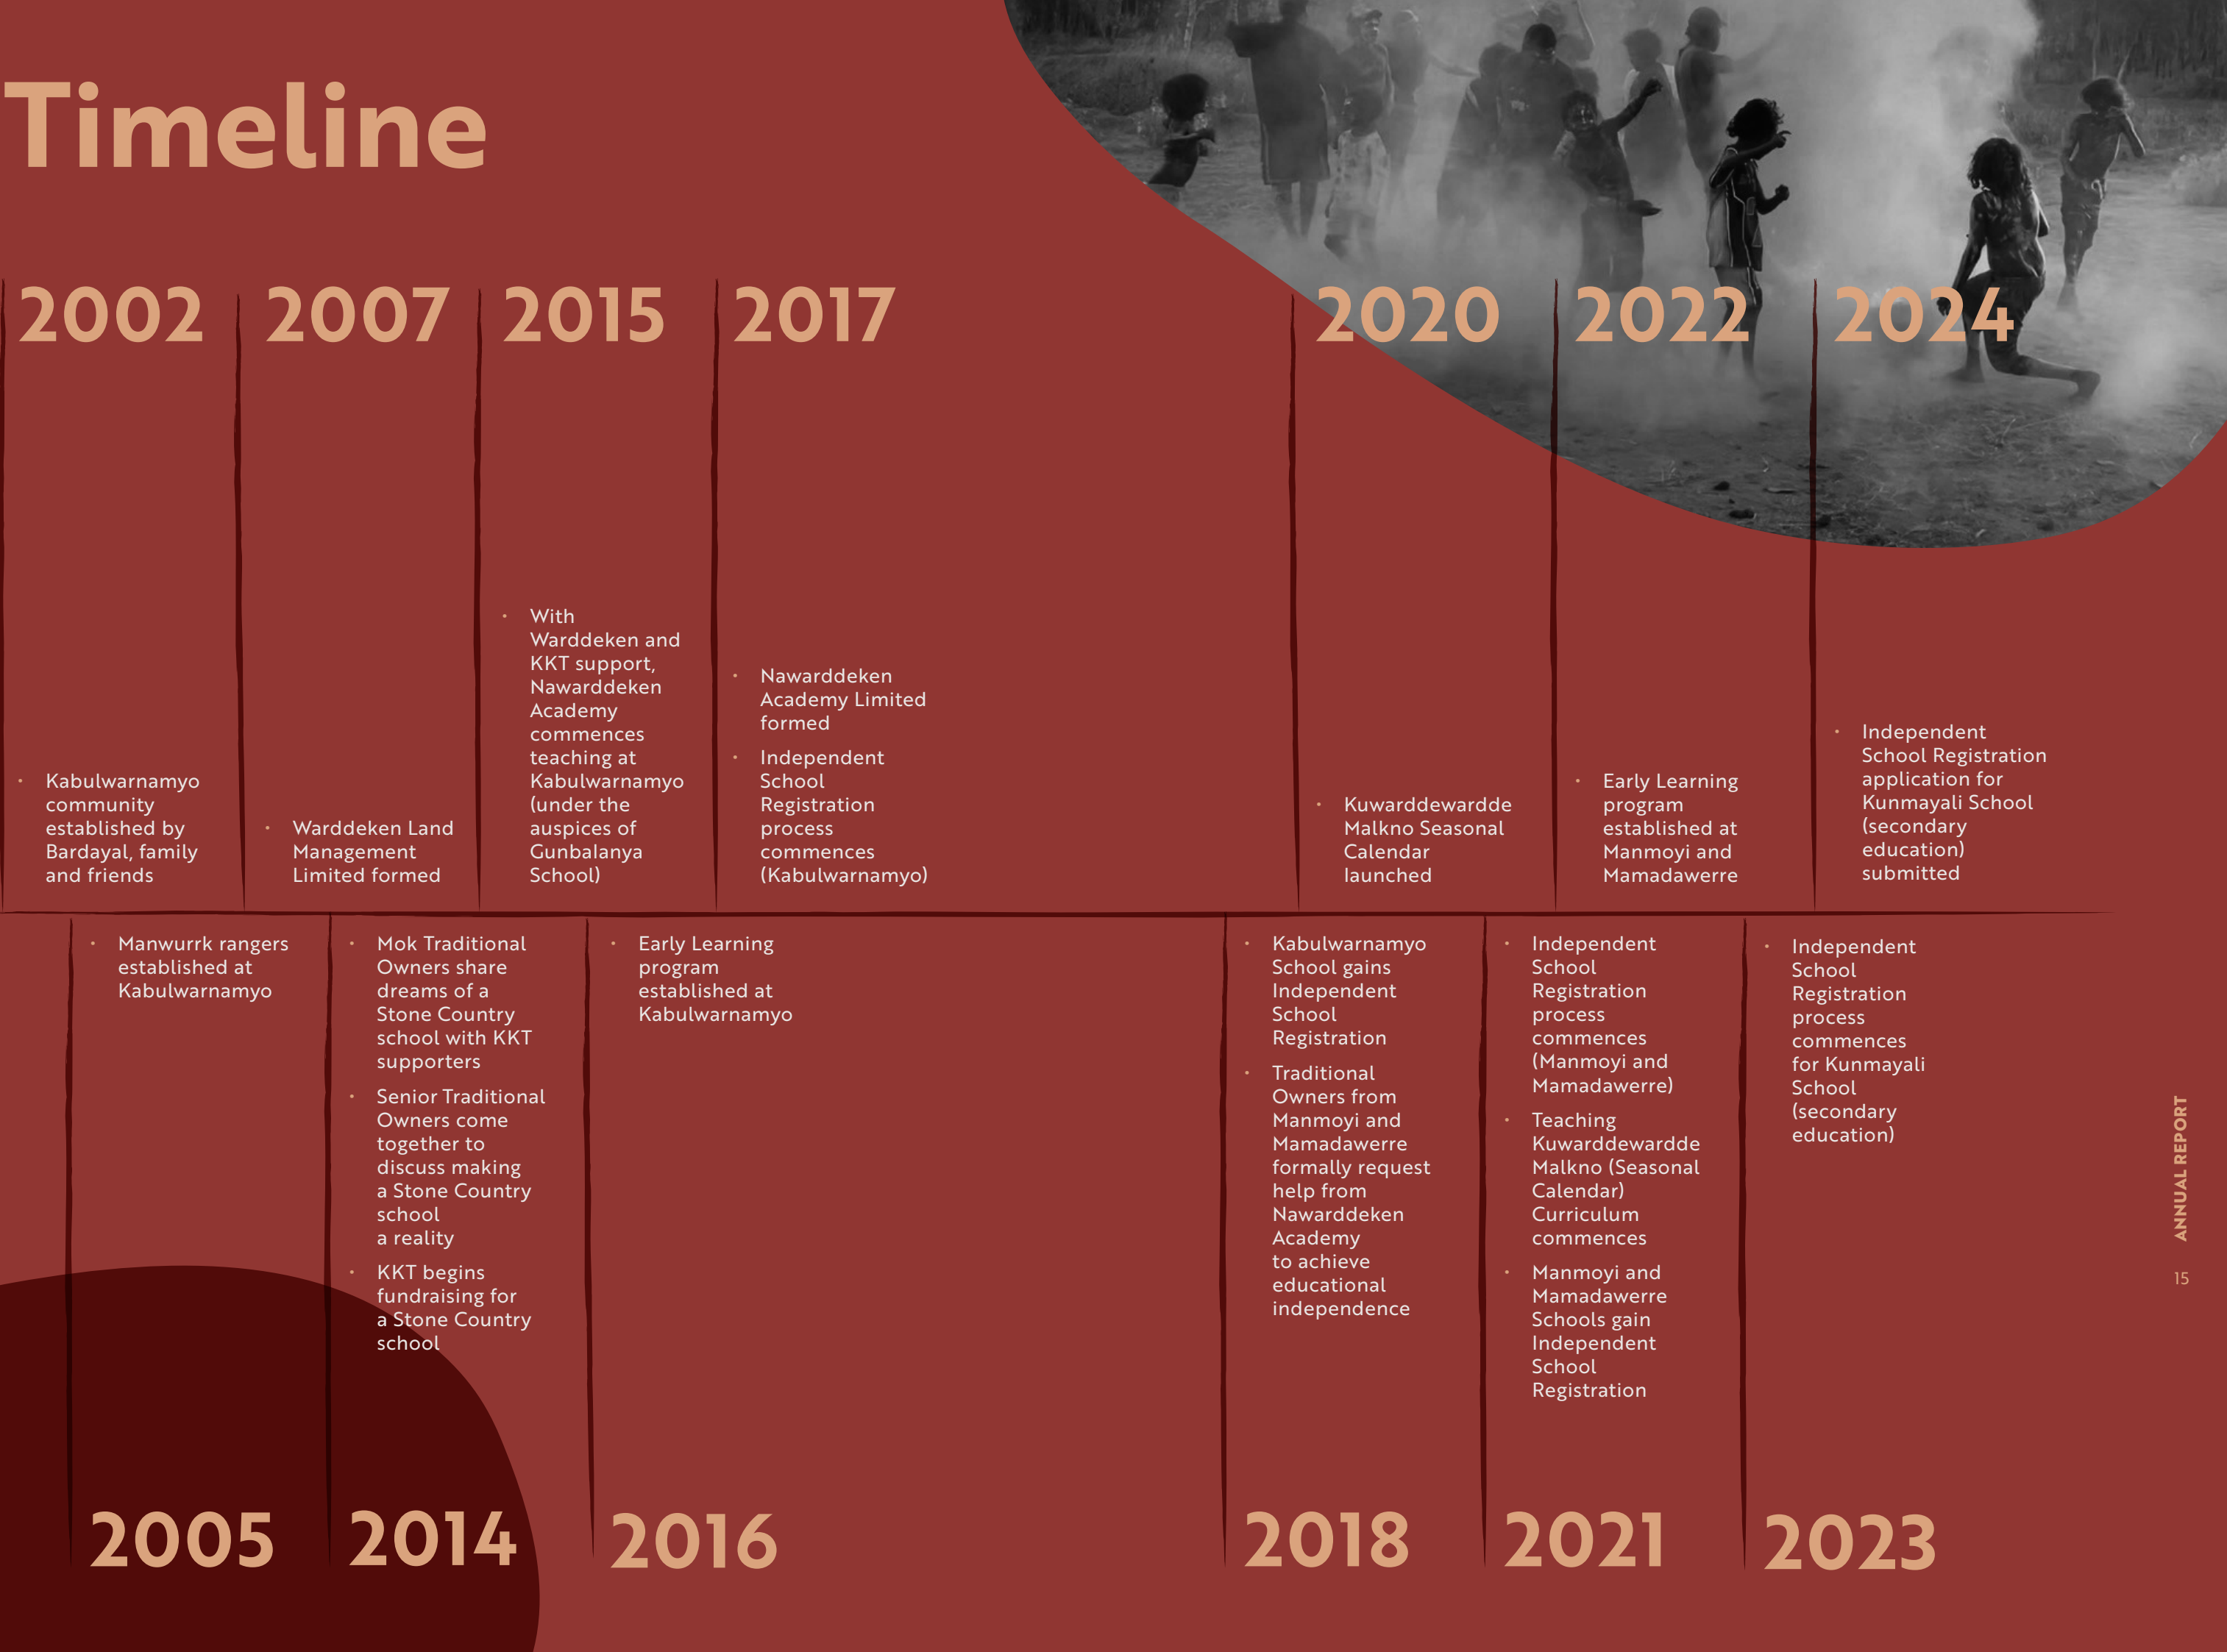 Timeline
2002
2007
2015
2017
2020
2022
2024
• Kabulwarnamyo
community
established by
Bardayal, family
and friends
• Warddeken Land
Management
Limited formed
• With
Warddeken and
KKT support,
Nawarddeken
Academy
commences
teaching at
Kabulwarnamyo
(under the
auspices of
Gunbalanya
School)
• Nawarddeken
Academy Limited
formed
• Independent
School
Registration
process
commences
(Kabulwarnamyo)
• Kuwarddewardde
Malkno Seasonal
Calendar
launched
• Early Learning
program
established at
Manmoyi and
Mamadawerre
• Independent
School Registration
application for
Kunmayali School
(secondary
education)
submitted
• Manwurrk rangers
established at
Kabulwarnamyo
• Mok Traditional
Owners share
dreams of a
Stone Country
school with KKT
supporters
• Senior Traditional
Owners come
together to
discuss making
a Stone Country
school
a reality
• KKT begins
fundraising for
a Stone Country
school
• Early Learning
program
established at
Kabulwarnamyo
• Kabulwarnamyo
School gains
Independent
School
Registration
• Traditional
Owners from
Manmoyi and
Mamadawerre
formally request
help from
Nawarddeken
Academy
to achieve
educational
independence
• Independent
School
Registration
process
commences
(Manmoyi and
Mamadawerre)
• Teaching
Kuwarddewardde
Malkno (Seasonal
Calendar)
Curriculum
commences
• Manmoyi and
Mamadawerre
Schools gain
Independent
School
Registration
• Independent
School
Registration
process
commences
for Kunmayali
School
(secondary
education)
2005
2014
2016
2018
2021
2023
ANNUAL REPORT
15